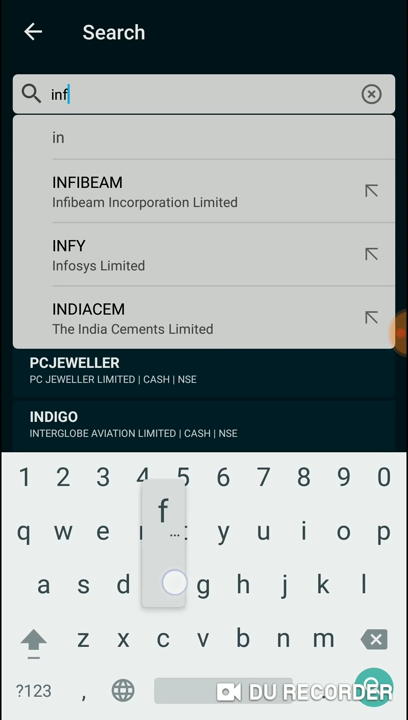 Search
inf
in
INFIBEAM
Infibeam Incorporation Limited
INFY
Infosys Limited
INDIACEM
The India Cements Limited
PCJEWELLER
PC JEWELLER LIMITED | CASH | NSE
INDIGO
INTERGLOBE AVIATION LIMITED | CASH | NSE
1 2 3 4 5 6 7 8 9 0
f
...
q w e y u i o p
a s d g h j k l
z x c v b n m
?123 , .
DU RECORDER